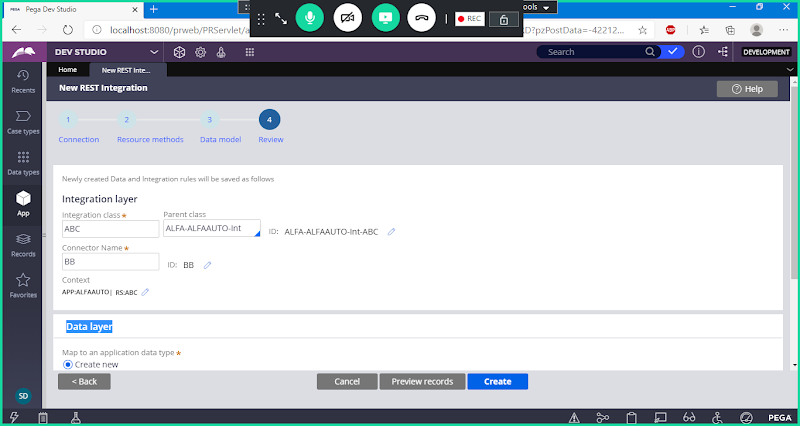 PEGA Pega Dev Studio
localhost:8080/prweb/PRServlet/a
D?pzPostData=-42212...
ools
REC
DEV STUDIO
Search
DEVELOPMENT
Home
New REST Inte...
New REST Integration
Help
Recents
Case types
Data types
App
Records
Favorites
SD
1 2 3 4
Connection Resource methods Data model Review
Newly created Data and Integration rules will be saved as follows
Integration layer
Integration class * Parent class
ABC ALFA-ALFAAUTO-Int ID: ALFA-ALFAAUTO-Int-ABC
Connector Name *
BB ID: BB
Context
APP:ALFAAUTO| RS:ABC
Data layer
Map to an application data type *
Create new
< Back Cancel Preview records Create
PEGA